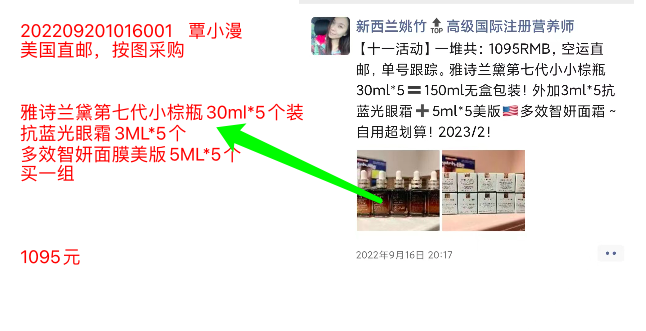 202209201016001 覃小漫
美国直邮，按图采购
雅诗兰黛第七代小棕瓶30ml*5个装
抗蓝光眼霜3ML*5个
多效智妍面膜美版5ML*5个
买一组
1095元
新西兰姚竹🔝高级国际注册营养师
【十一活动】一堆共：1095RMB，空运直
邮，单号跟踪。雅诗兰黛第七代小小棕瓶
30ml*5〓150ml无盒包装！外加3ml*5抗
蓝光眼霜➕5ml*5美版🇺🇸多效智妍面霜~
自用超划算！2023/2！
2022年9月16日 20:17